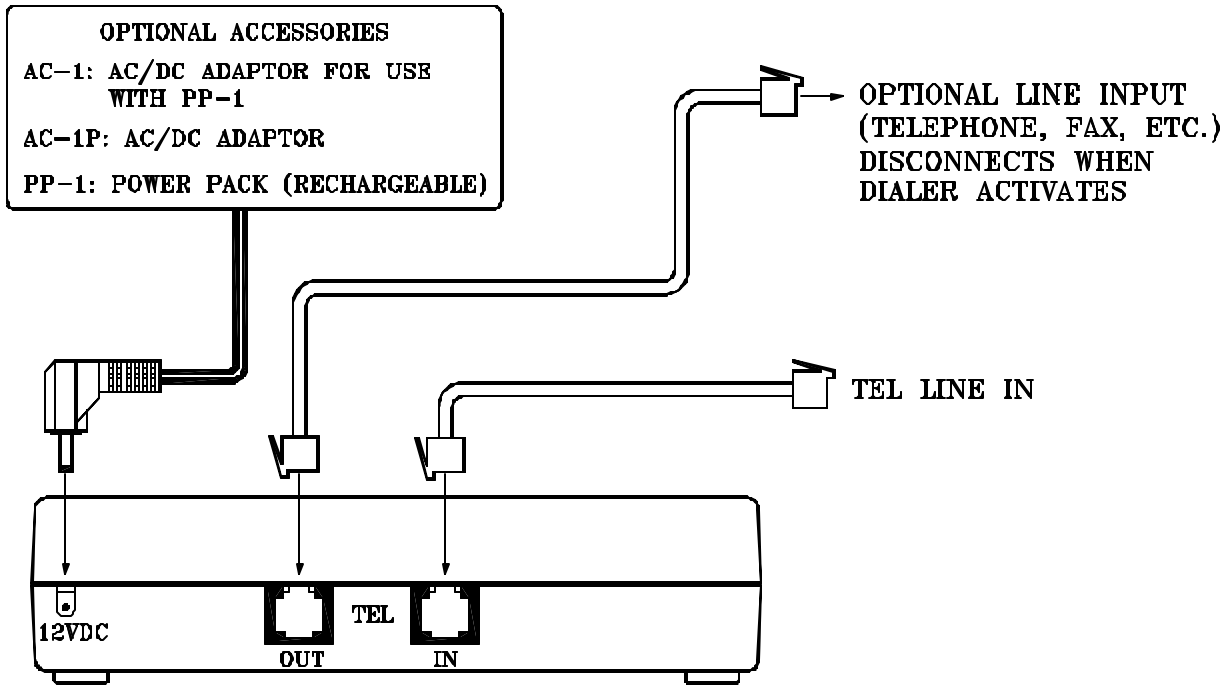 OPTIONAL ACCESSORIES
AC-1: AC/DC ADAPTOR FOR USE
WITH PP-1
AC-1P: AC/DC ADAPTOR
PP-1: POWER PACK (RECHARGEABLE)
OPTIONAL LINE INPUT
(TELEPHONE, FAX, ETC.)
DISCONNECTS WHEN
DIALER ACTIVATES
TEL LINE IN
12VDC
TEL
OUT
IN